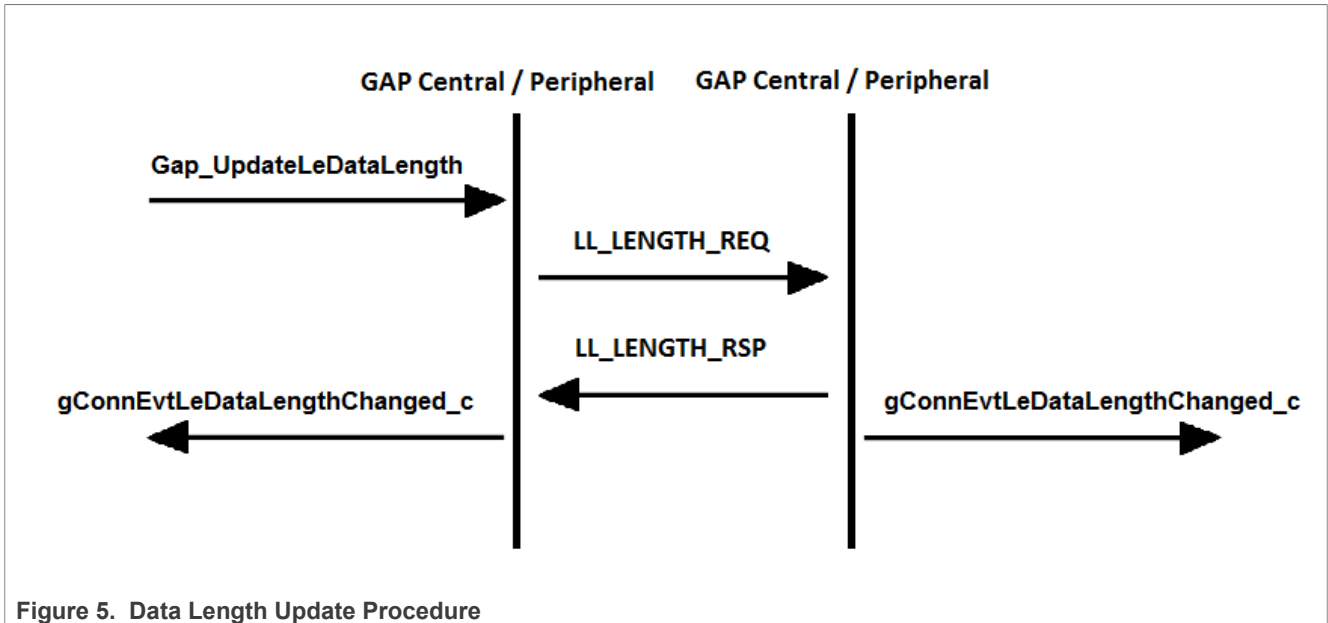 GAP Central / Peripheral GAP Central / Peripheral
Gap_UpdateLeDataLength
LL_LENGTH_REQ
LL_LENGTH_RSP
gConnEvtLeDataLengthChanged_c gConnEvtLeDataLengthChanged_c
Figure 5. Data Length Update Procedure